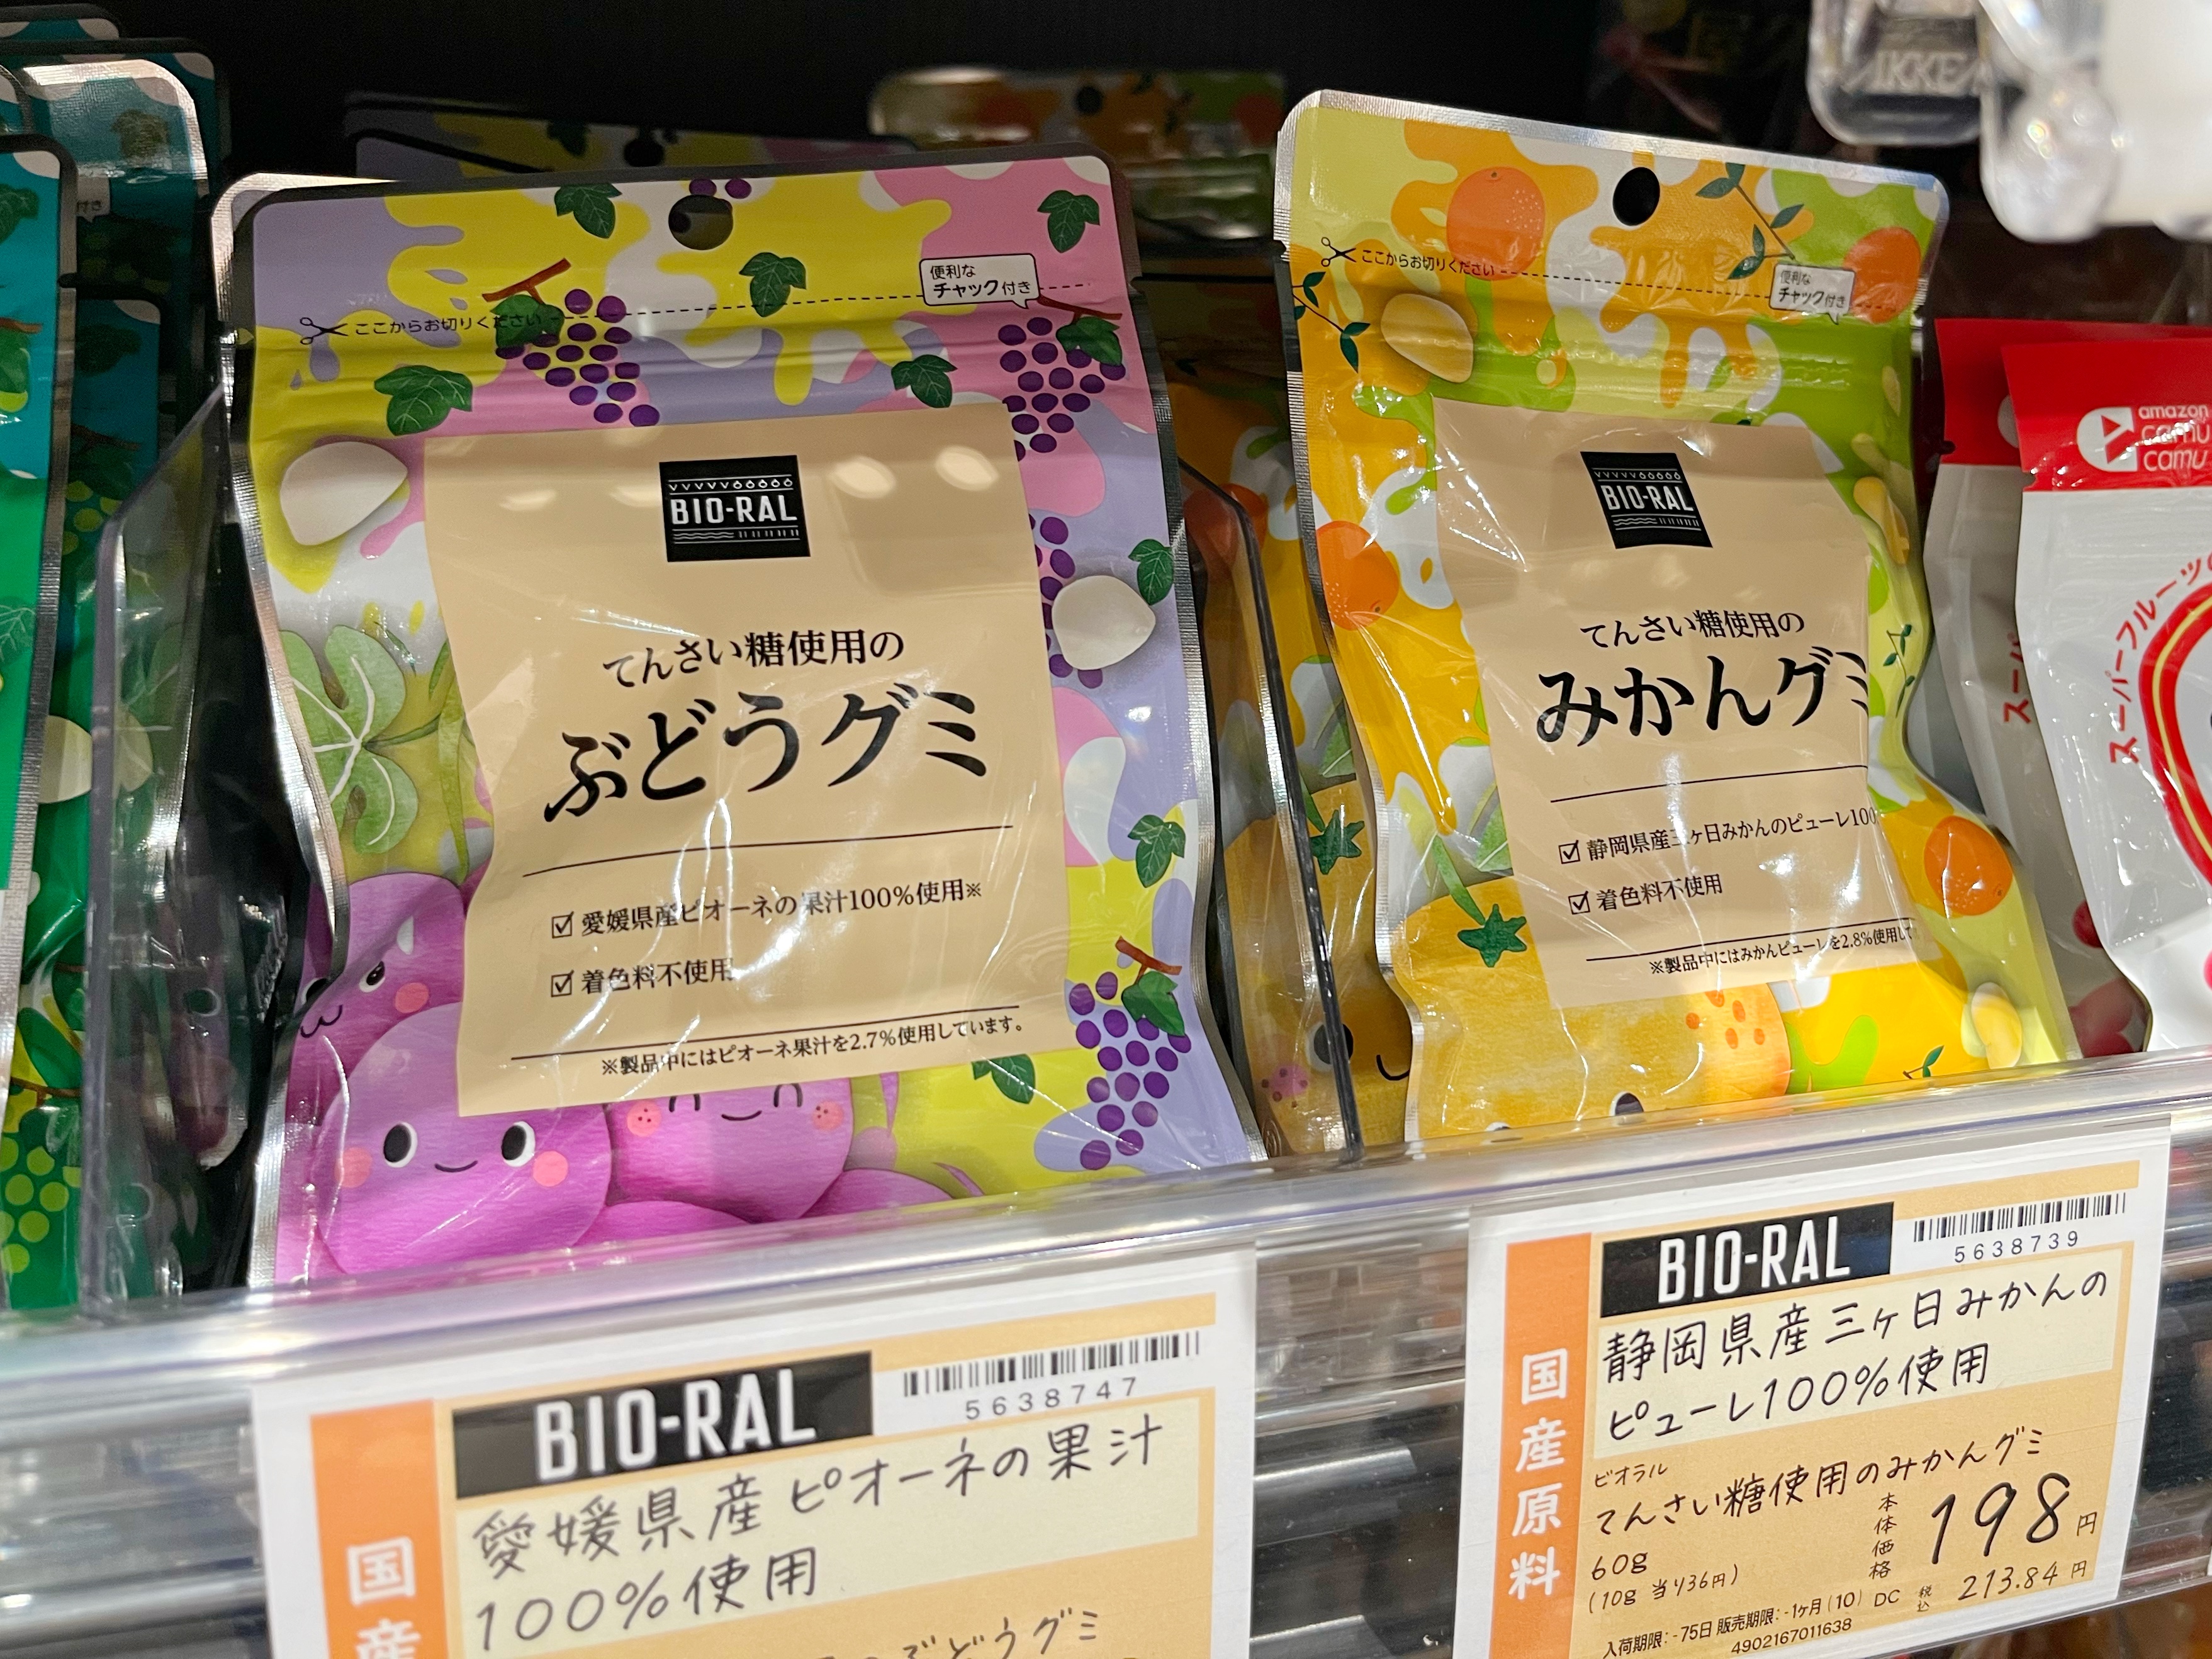 ここからお切りください
便利な
チャック付き
BIO-RAL
てんさい糖使用の
ぶどうグミ
愛媛県産ピオーネの果汁100%使用※
着色料不使用
※製品中にはピオーネ果汁を2.7%使用しています。
ここからお切りください
便利な
チャック付き
BIO-RAL
てんさい糖使用の
みかんグミ
静岡県産三ヶ日みかんのピューレ100
着色料不使用
※製品中にはみかんピューレを2.8%使用して
amazon
camu
camu
スーパーフルーツの
付き
BIO-RAL
5638747
国産
愛媛県産ピオーネの果汁
100%使用
ぶどうグミ
BIO-RAL
5638739
国産原料
静岡県産三ヶ日みかんの
ピューレ100%使用
ビオラル
てんさい糖使用のみかんグミ
60g
(10g当り36円)
本体価格
198円
税込
213.84円
入荷期限:-75日 販売期限:-1ヶ月(10) DC
4902167011638